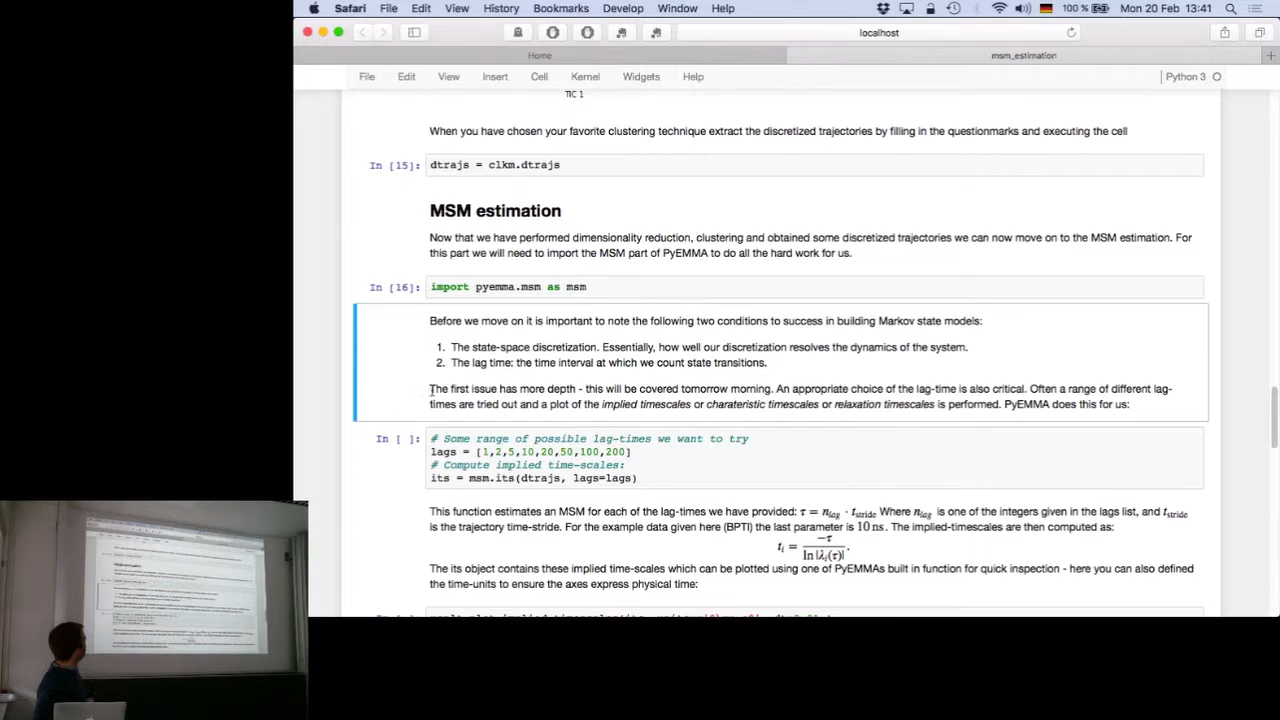 Safari File Edit View History Bookmarks Develop Window Help 100 % Mon 20 Feb 13:41
localhost
Home msm_estimation
File Edit View Insert Cell Kernel Widgets Help Python 3
TIC 1
When you have chosen your favorite clustering technique extract the discretized trajectories by filling in the questionmarks and executing the cell
In [15]: dtrajs = clkm.dtrajs
MSM estimation
Now that we have performed dimensionality reduction, clustering and obtained some discretized trajectories we can now move on to the MSM estimation. For
this part we will need to import the MSM part of PyEMMA to do all the hard work for us.
In [16]: import pyemma.msm as msm
Before we move on it is important to note the following two conditions to success in building Markov state models:
1. The state-space discretization. Essentially, how well our discretization resolves the dynamics of the system.
2. The lag time: the time interval at which we count state transitions.
The first issue has more depth - this will be covered tomorrow morning. An appropriate choice of the lag-time is also critical. Often a range of different lag-
times are tried out and a plot of the implied timescales or charateristic timescales or relaxation timescales is performed. PyEMMA does this for us:
In [ ]: # Some range of possible lag-times we want to try
lags = [1,2,5,10,20,50,100,200]
# Compute implied time-scales:
its = msm.its(dtrajs, lags=lags)
This function estimates an MSM for each of the lag-times we have provided: τ = n_lag · t_stride Where n_lag is one of the integers given in the lags list, and t_stride
is the trajectory time-stride. For the example data given here (BPTI) the last parameter is 10 ns. The implied-timescales are then computed as:
t_i = −τ / ln |λ_i(τ)| .
The its object contains these implied time-scales which can be plotted using one of PyEMMAs built in function for quick inspection - here you can also defined
the time-units to ensure the axes express physical time: